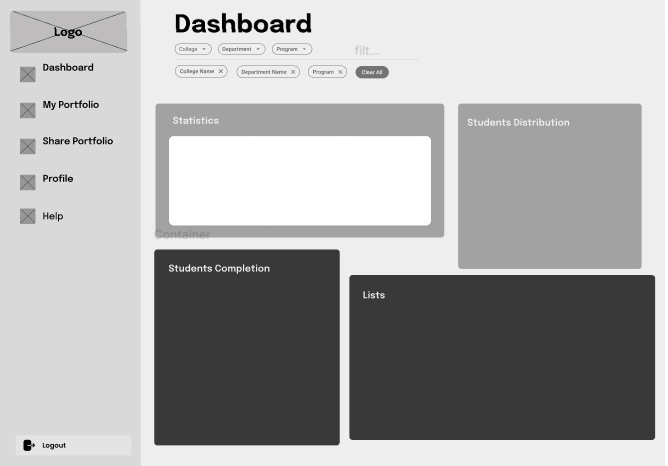 Logo
Dashboard
My Portfolio
Share Portfolio
Profile
Help
Logout
Dashboard
College Department Program filt...
College Name Department Name Program Clear All
Statistics
Students Distribution
Container
Students Completion
Lists